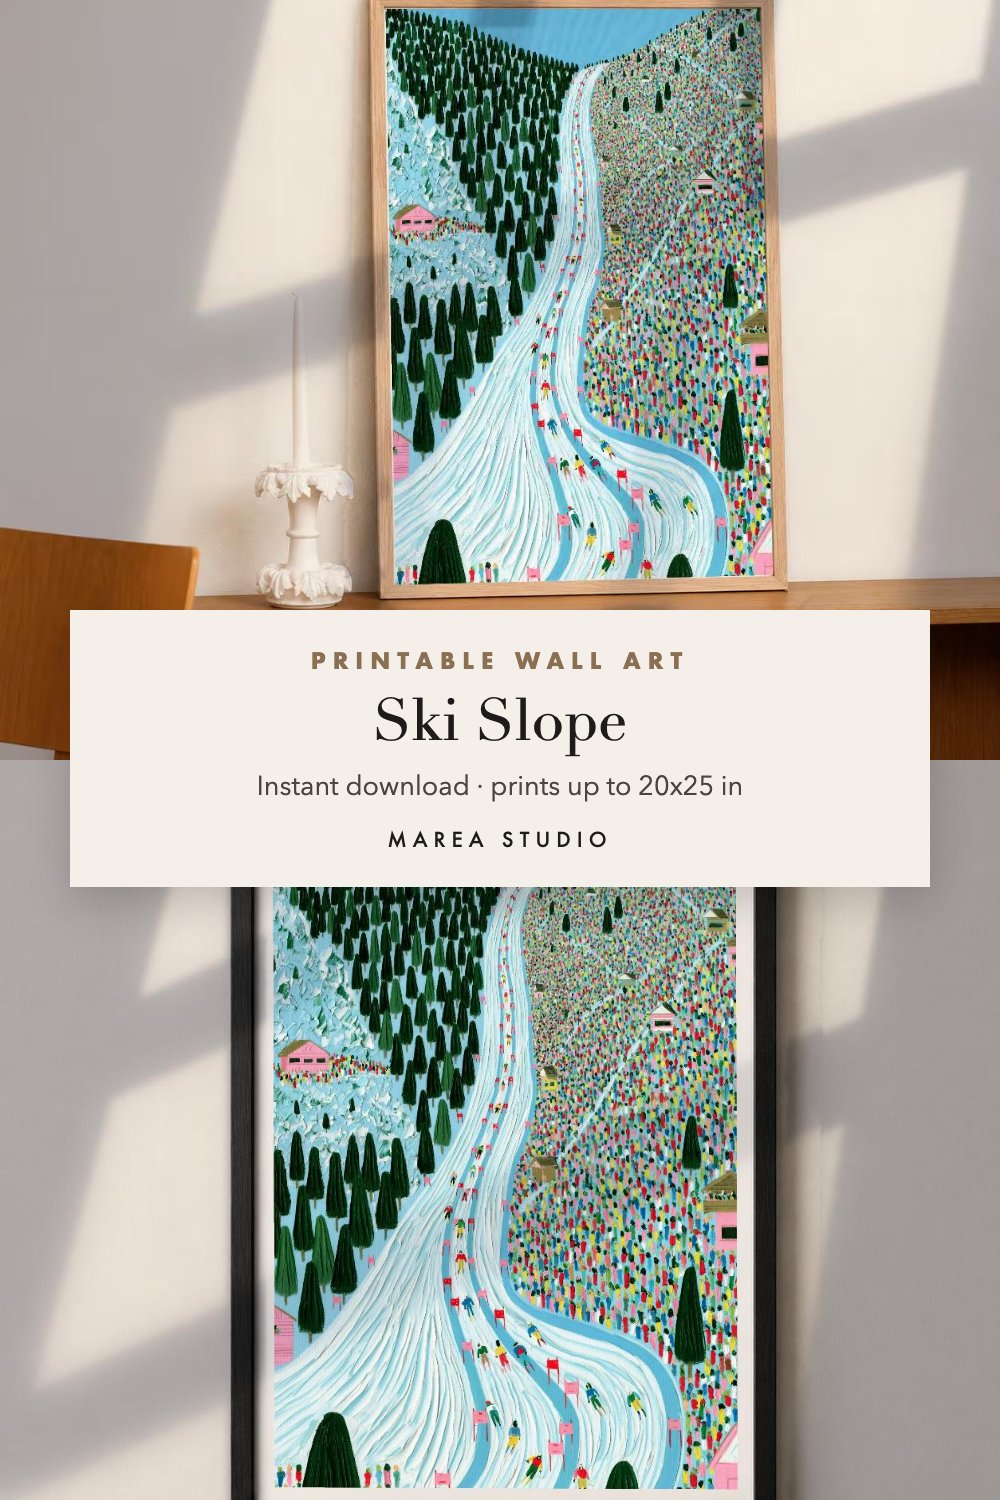 PRINTABLE WALL ART
Ski Slope
Instant download · prints up to 20x25 in
MAREA STUDIO